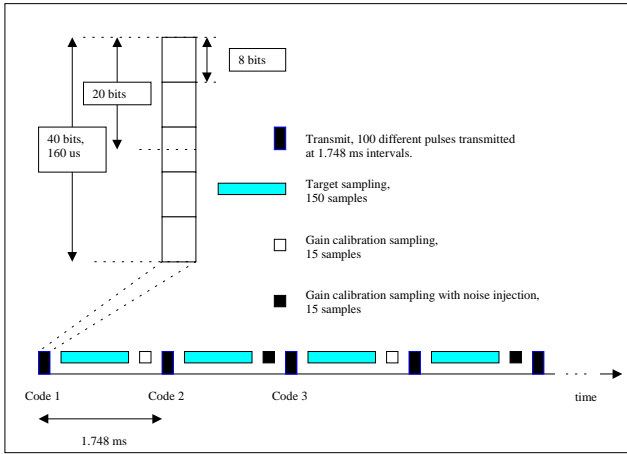 8 bits
20 bits
40 bits,
160 us
Transmit, 100 different pulses transmitted
at 1.748 ms intervals.
Target sampling,
150 samples
Gain calibration sampling,
15 samples
Gain calibration sampling with noise injection,
15 samples
Code 1
Code 2
Code 3
time
1.748 ms